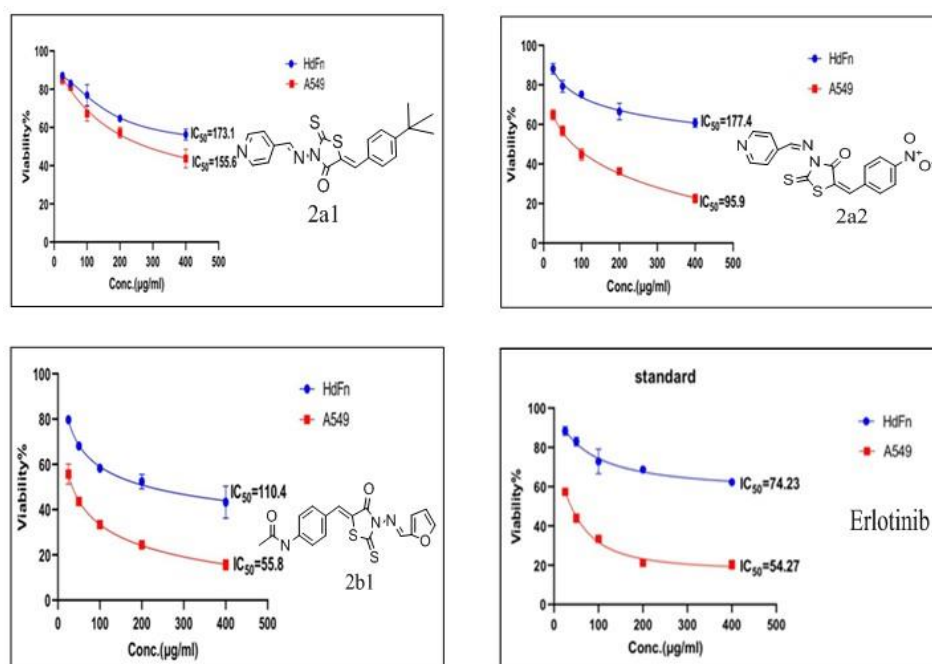 100
80
60
40
20
0
Viability%
HdFn
A549
IC50=173.1
IC50=155.6
0 100 200 300 400 500
Conc.(µg/ml)
N
N
N
S
S
O
2a1
100
80
60
40
20
0
Viability%
HdFn
A549
IC50=177.4
IC50=95.9
0 100 200 300 400 500
Conc.(µg/ml)
N
N
N
O
S
S
N+
O
O-
2a2
100
80
60
40
20
0
Viability%
HdFn
A549
IC50=110.4
IC50=55.8
0 100 200 300 400 500
Conc.(µg/ml)
O
N
O
S
N
N
S
O
2b1
standard
100
80
60
40
20
0
Viability%
HdFn
A549
IC50=74.23
IC50=54.27
0 100 200 300 400 500
Conc.(µg/ml)
Erlotinib